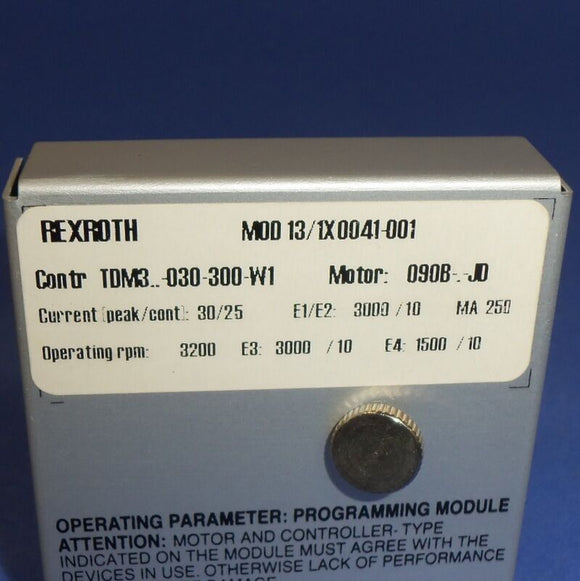 REXROTH MOD 13/1X0041-001
Contr TDM3..-030-300-W1 Motor: 090B-.-JD
Current (peak/cont): 30/25 E1/E2: 3000 / 10 MA 250
Operating rpm: 3200 E3: 3000 / 10 E4: 1500 / 10
OPERATING PARAMETER: PROGRAMMING MODULE
ATTENTION: MOTOR AND CONTROLLER-TYPE
INDICATED ON THE MODULE MUST AGREE WITH THE
DEVICES IN USE. OTHERWISE LACK OF PERFORMANCE